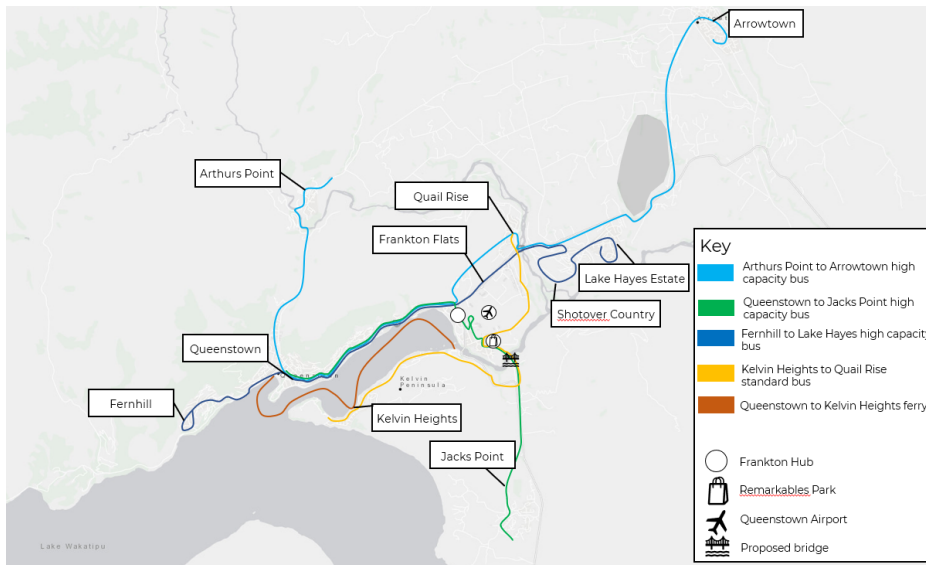 Arrowtown
Arthurs Point
Quail Rise
Frankton Flats
Lake Hayes Estate
Shotover Country
Queenstown
Kelvin
Peninsula
Fernhill
Kelvin Heights
Jacks Point
Lake Wakatipu
Key
Arthurs Point to Arrowtown high
capacity bus
Queenstown to Jacks Point high
capacity bus
Fernhill to Lake Hayes high capacity
bus
Kelvin Heights to Quail Rise
standard bus
Queenstown to Kelvin Heights ferry
Frankton Hub
Remarkables Park
Queenstown Airport
Proposed bridge